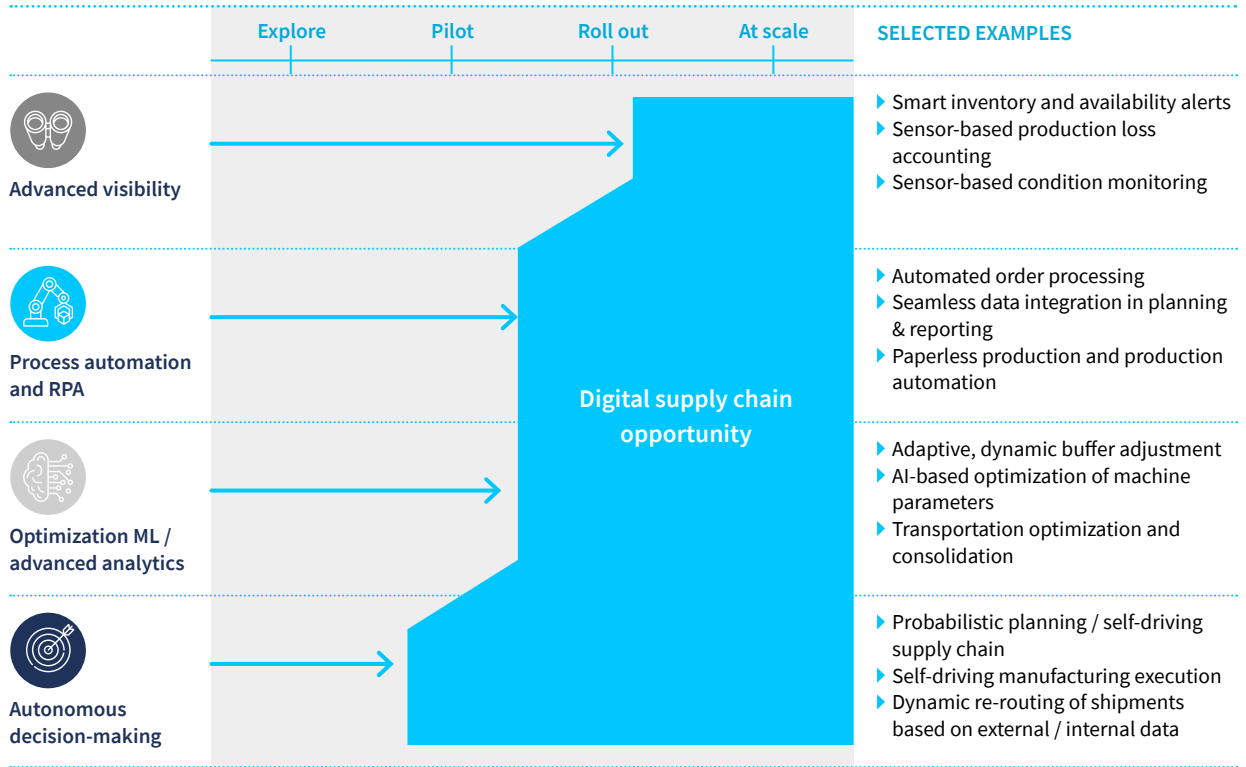 Explore
Pilot
Roll out
At scale
SELECTED EXAMPLES
Advanced visibility
Smart inventory and availability alerts
Sensor-based production loss
accounting
Sensor-based condition monitoring
Process automation
and RPA
Automated order processing
Seamless data integration in planning
& reporting
Paperless production and production
automation
Digital supply chain
opportunity
Optimization ML /
advanced analytics
Adaptive, dynamic buffer adjustment
AI-based optimization of machine
parameters
Transportation optimization and
consolidation
Autonomous
decision-making
Probabilistic planning / self-driving
supply chain
Self-driving manufacturing execution
Dynamic re-routing of shipments
based on external / internal data